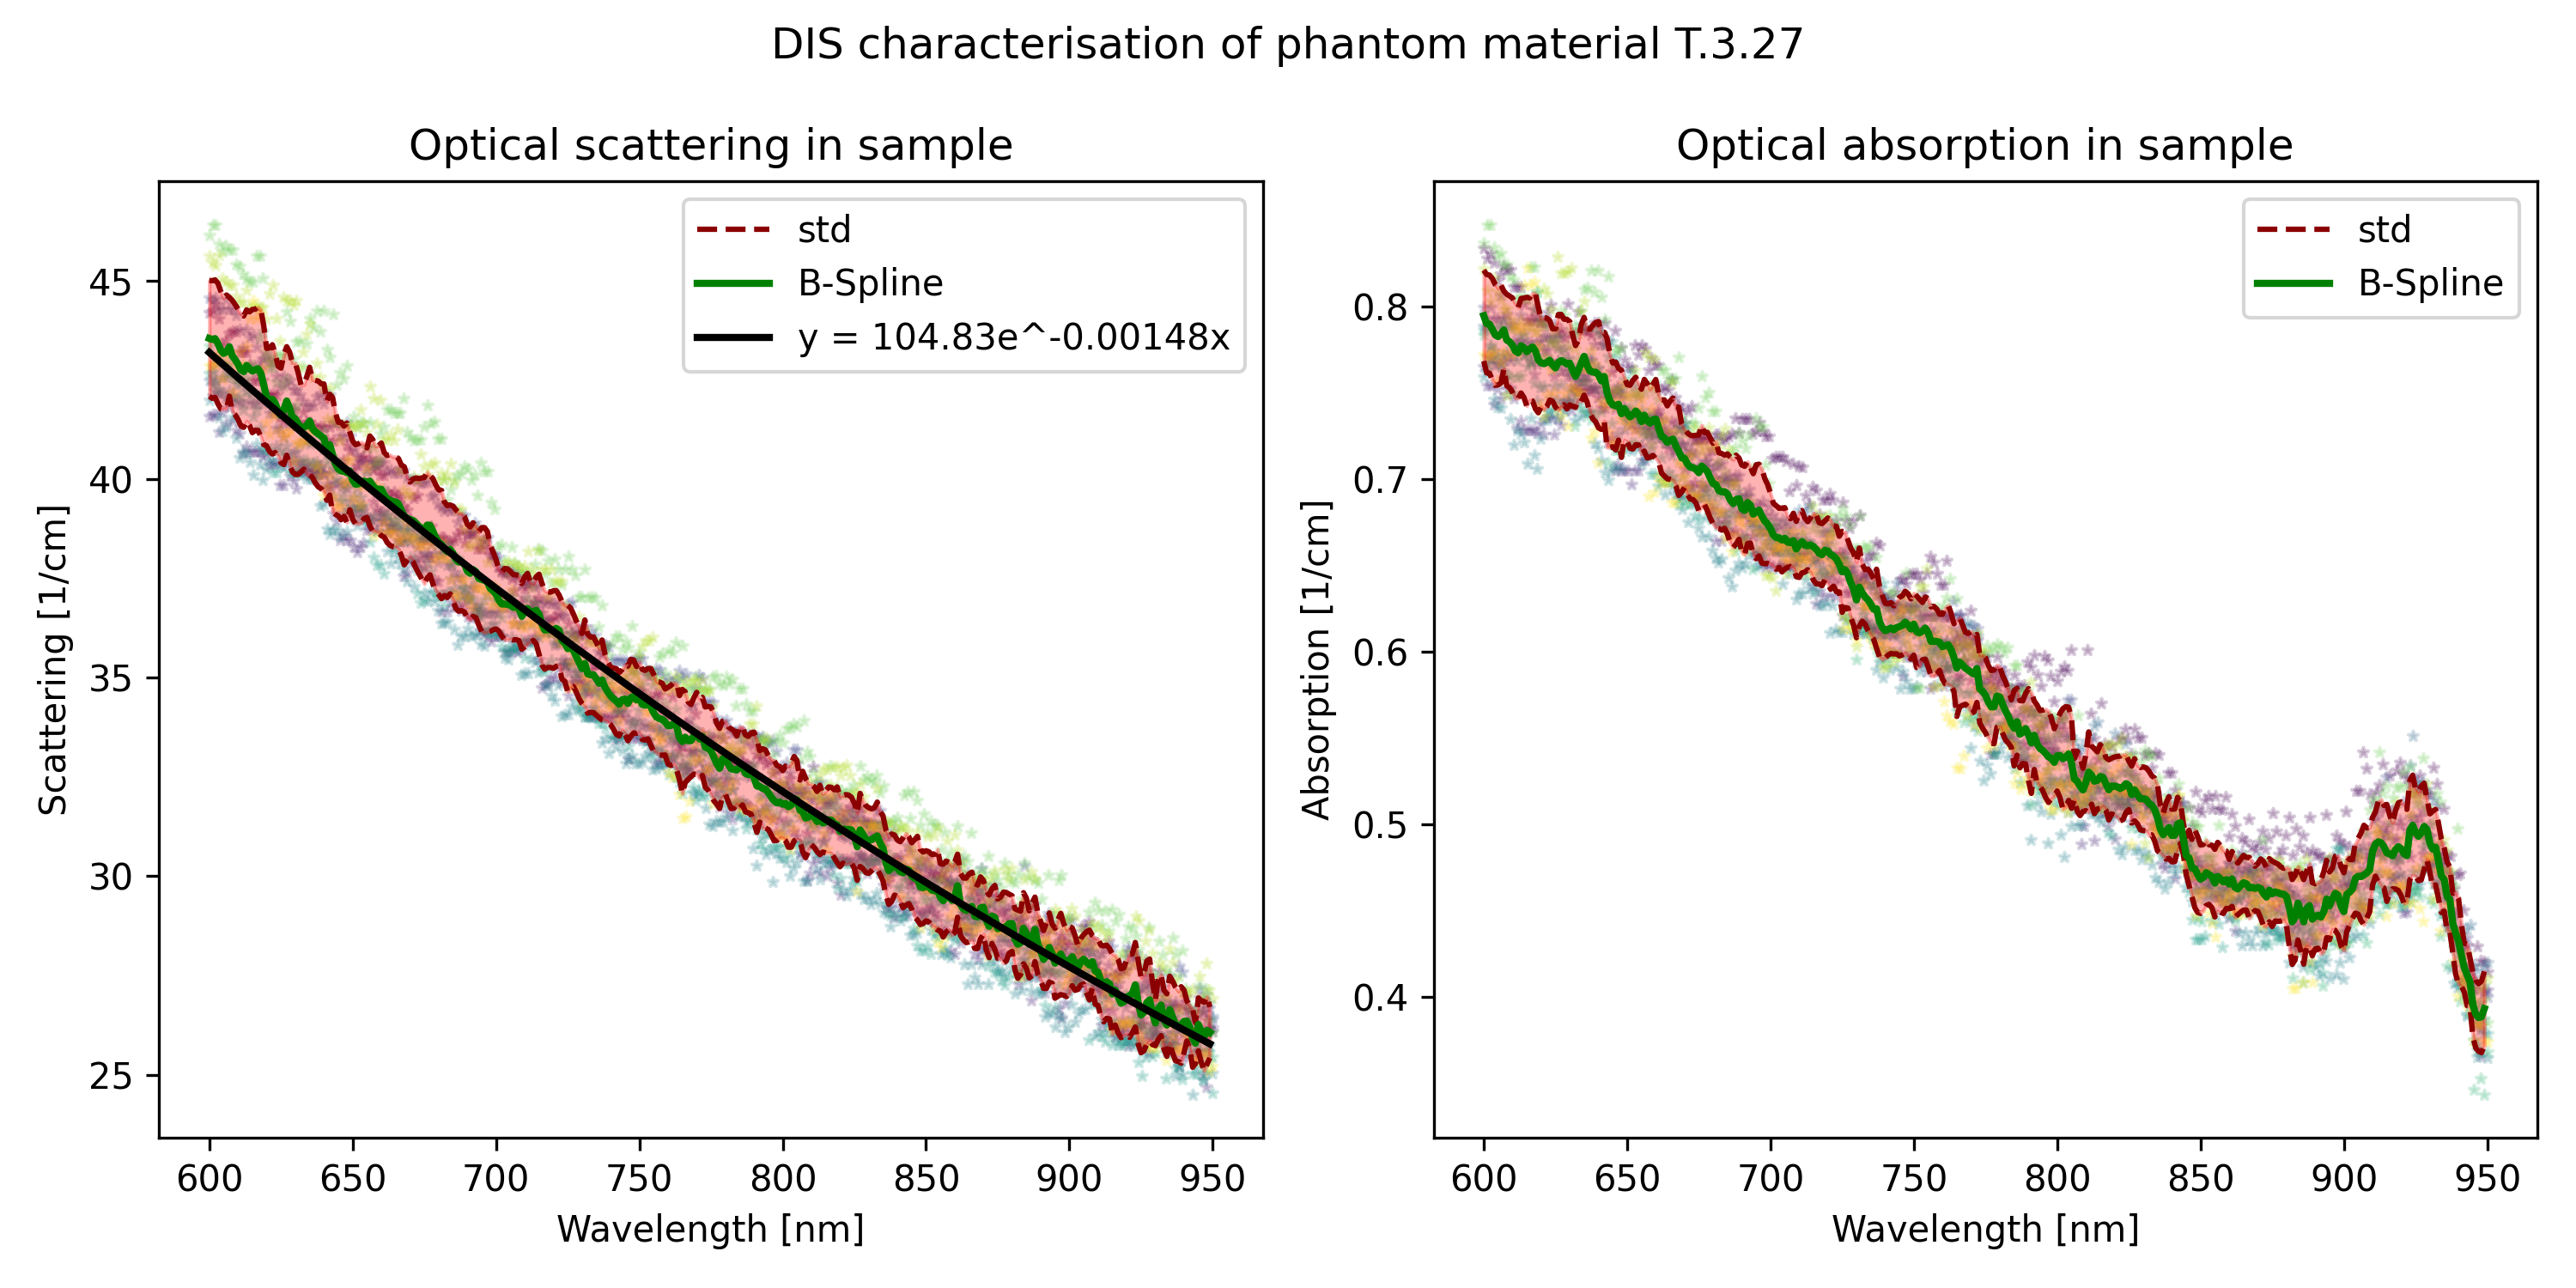 DIS characterisation of phantom material T.3.27
Optical scattering in sample
std
B-Spline
y = 104.83e^-0.00148x
Scattering [1/cm]
45
40
35
30
25
600 650 700 750 800 850 900 950
Wavelength [nm]
Optical absorption in sample
std
B-Spline
Absorption [1/cm]
0.8
0.7
0.6
0.5
0.4
600 650 700 750 800 850 900 950
Wavelength [nm]